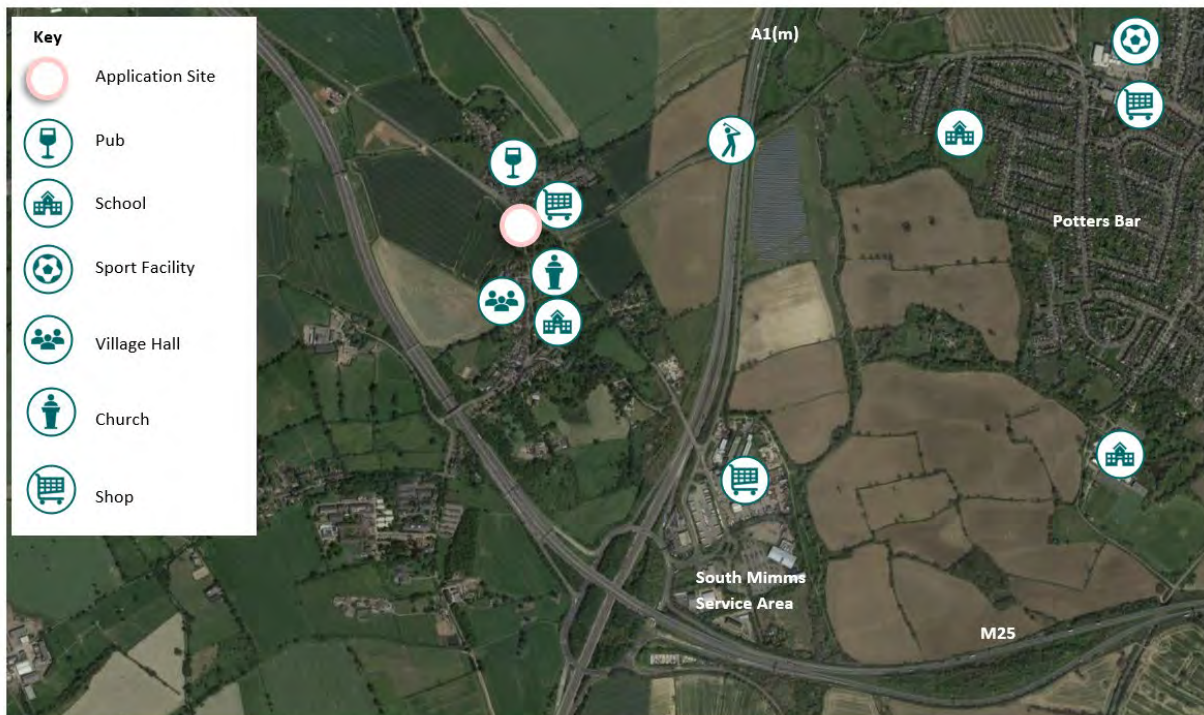 Key
Application Site
Pub
School
Sport Facility
Village Hall
Church
Shop
A1(m)
Potters Bar
South Mimms
Service Area
M25